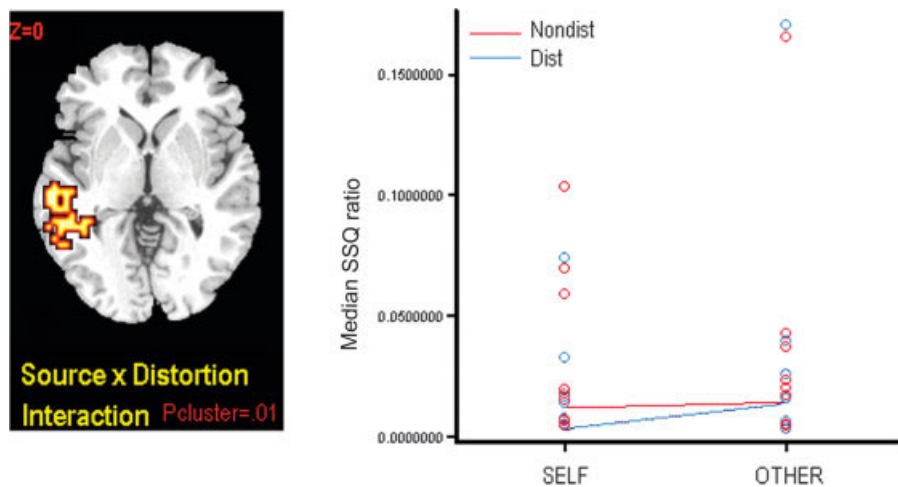 Z=0
Source x Distortion
Interaction Pcluster=.01
Nondist
Dist
Median SSQ ratio
0.1500000
0.1000000
0.0500000
0.0000000
SELF
OTHER